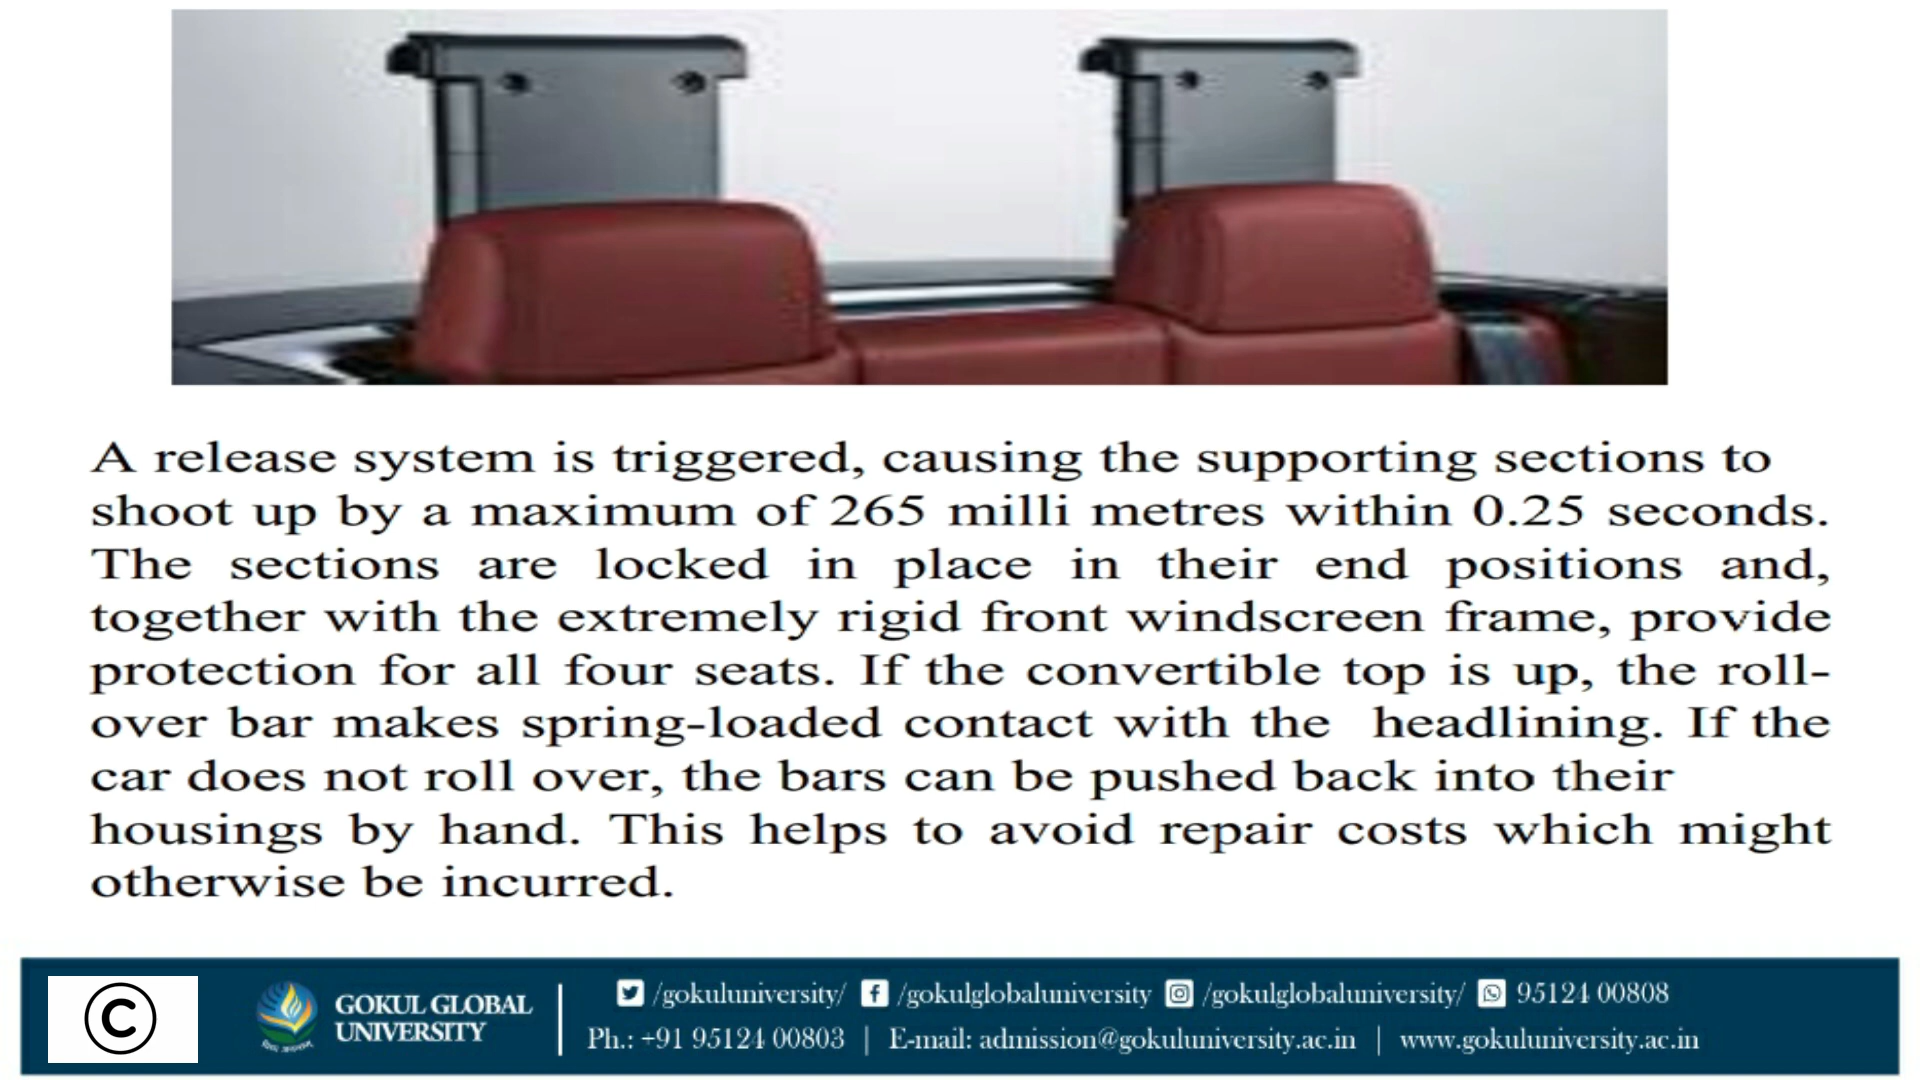 A release system is triggered, causing the supporting sections to
shoot up by a maximum of 265 milli metres within 0.25 seconds.
The sections are locked in place in their end positions and,
together with the extremely rigid front windscreen frame, provide
protection for all four seats. If the convertible top is up, the roll-
over bar makes spring-loaded contact with the headlining. If the
car does not roll over, the bars can be pushed back into their
housings by hand. This helps to avoid repair costs which might
otherwise be incurred.
©
GOKUL GLOBAL
UNIVERSITY
/gokuluniversity/ /gokulglobaluniversity /gokulglobaluniversity/ 95124 00808
Ph.: +91 95124 00803 | E-mail: admission@gokuluniversity.ac.in | www.gokuluniversity.ac.in